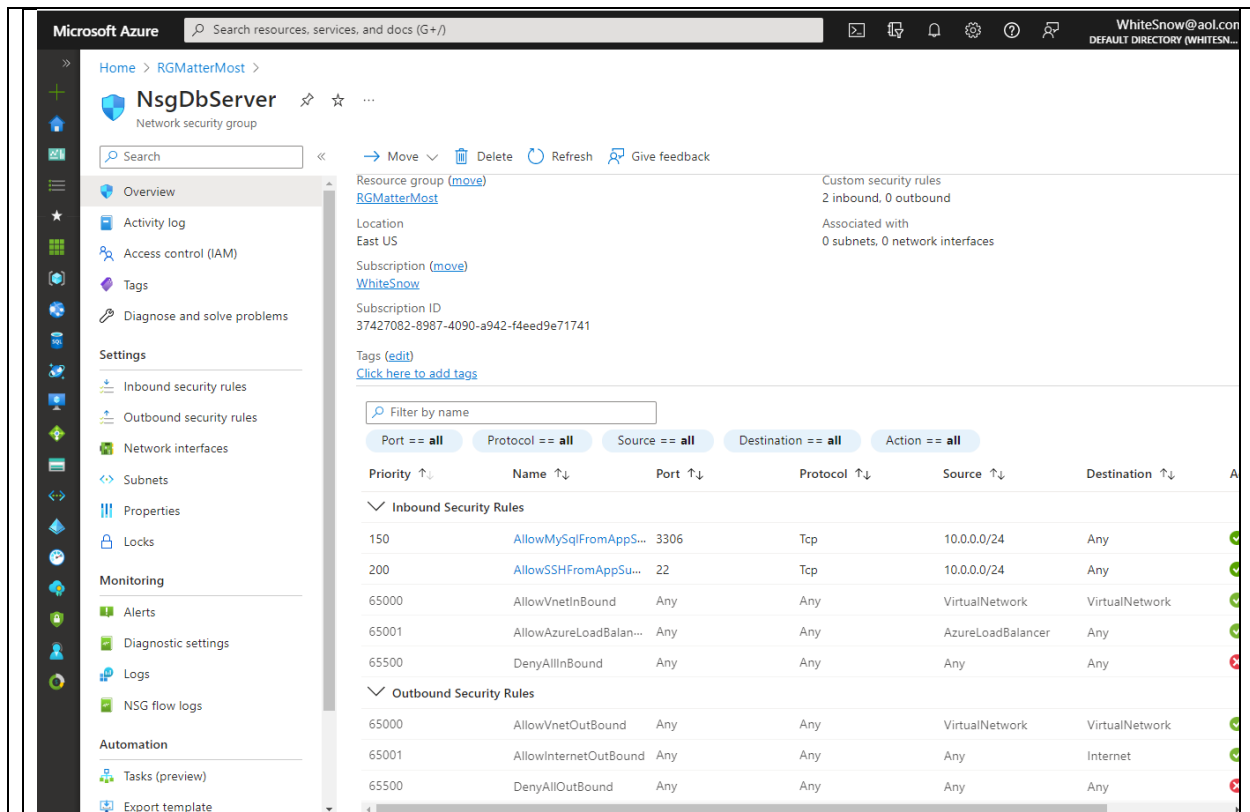 Microsoft Azure
Search resources, services, and docs (G+/)
WhiteSnow@aol.con
DEFAULT DIRECTORY (WHITESN...
Home > RGMatterMost >
NsgDbServer
Network security group
Search
«
Move
Delete
Refresh
Give feedback
Overview
Activity log
Access control (IAM)
Tags
Diagnose and solve problems
Settings
Inbound security rules
Outbound security rules
Network interfaces
Subnets
Properties
Locks
Monitoring
Alerts
Diagnostic settings
Logs
NSG flow logs
Automation
Tasks (preview)
Export template
Resource group (move)
RGMatterMost
Location
East US
Subscription (move)
WhiteSnow
Subscription ID
37427082-8987-4090-a942-f4eed9e71741
Tags (edit)
Click here to add tags
Custom security rules
2 inbound, 0 outbound
Associated with
0 subnets, 0 network interfaces
Filter by name
Port == all Protocol == all Source == all Destination == all Action == all
Priority ↑↓ Name ↑↓ Port ↑↓ Protocol ↑↓ Source ↑↓ Destination ↑↓ A
Inbound Security Rules
150 AllowMySqlFromAppS... 3306 Tcp 10.0.0.0/24 Any
200 AllowSSHFromAppSu... 22 Tcp 10.0.0.0/24 Any
65000 AllowVnetInBound Any Any VirtualNetwork VirtualNetwork
65001 AllowAzureLoadBalan... Any Any AzureLoadBalancer Any
65500 DenyAllInBound Any Any Any Any
Outbound Security Rules
65000 AllowVnetOutBound Any Any VirtualNetwork VirtualNetwork
65001 AllowInternetOutBound Any Any Any Internet
65500 DenyAllOutBound Any Any Any Any